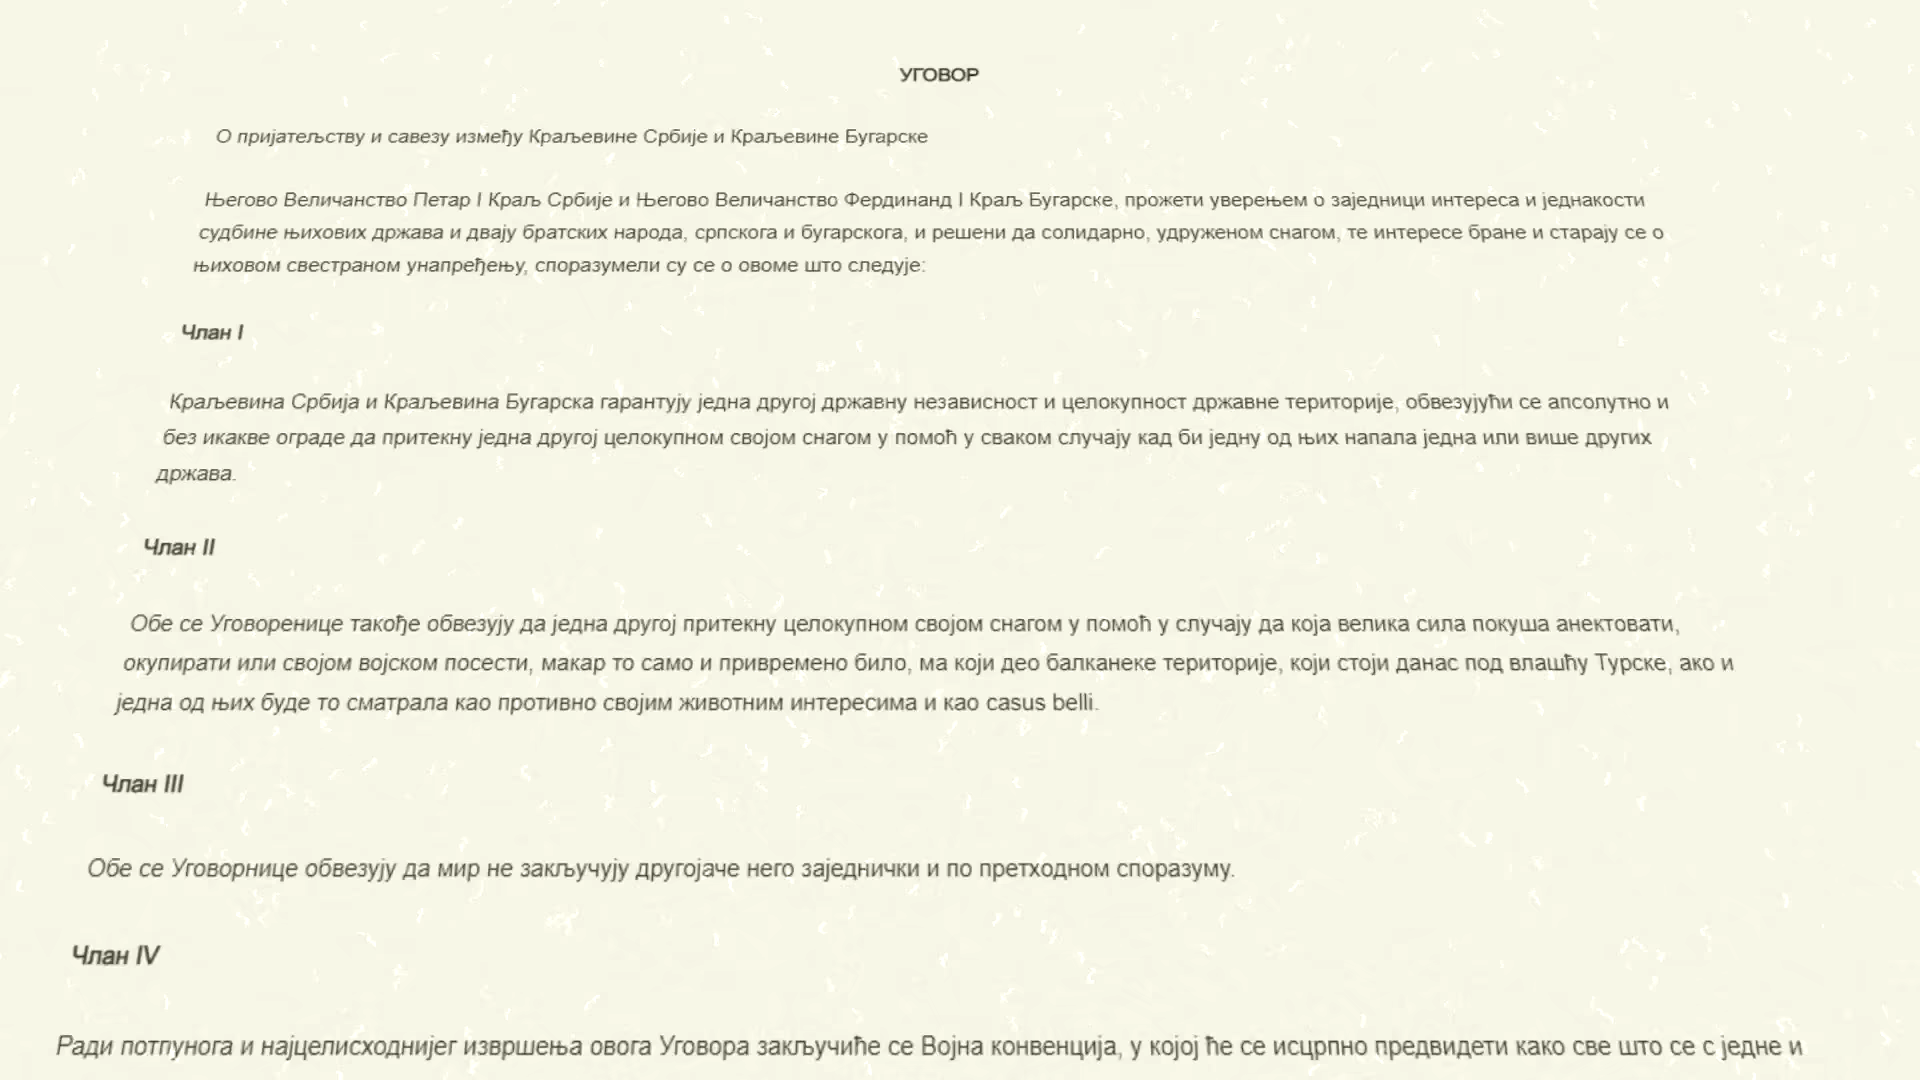 УГОВОР
О пријатељству и савезу између Краљевине Србије и Краљевине Бугарске
Његово Величанство Петар I Краљ Србије и Његово Величанство Фердинанд I Краљ Бугарске, прожети уверењем о заједници интереса и једнакости
судбине њихових држава и двају братских народа, српскога и бугарскога, и решени да солидарно, удруженом снагом, те интересе бране и старају се о
њиховом свестраном унапређењу, споразумели су се о овоме што следује:
Члан I
Краљевина Србија и Краљевина Бугарска гарантују једна другој државну независност и целокупност државне територије, обвезујући се апсолутно и
без икакве ограде да притекну једна другој целокупном својом снагом у помоћ у сваком случају кад би једну од њих напала једна или више других
држава.
Члан II
Обе се Уговоренице такође обвезују да једна другој притекну целокупном својом снагом у помоћ у случају да која велика сила покуша анектовати,
окупирати или својом војском посести, макар то само и привремено било, ма који део балканеке територије, који стоји данас под влашћу Турске, ако и
једна од њих буде то сматрала као противно својим животним интересима и као casus belli.
Члан III
Обе се Уговорнице обвезују да мир не закључују другојаче него заједнички и по претходном споразуму.
Члан IV
Ради потпунога и најцелисходнијег извршења овога Уговора закључиће се Војна конвенција, у којој ће се исцрпно предвидети како све што се с једне и